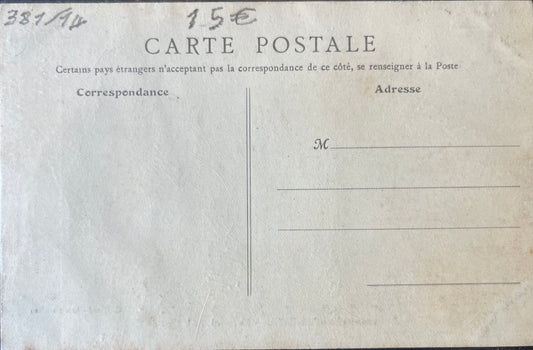 381/14 15€
CARTE POSTALE
Certains pays étrangers n'acceptant pas la correspondance de ce côté, se renseigner à la Poste
Correspondance
Adresse
M